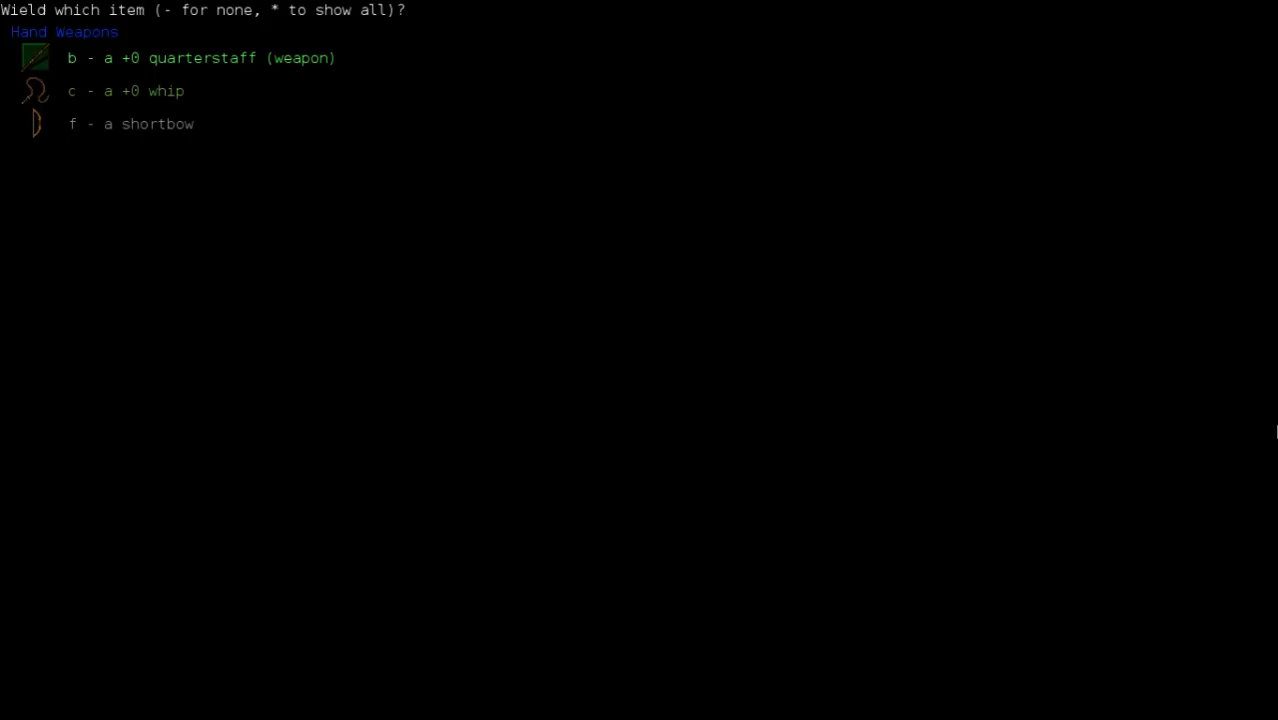 Wield which item (- for none, * to show all)?
Hand Weapons
b - a +0 quarterstaff (weapon)
c - a +0 whip
f - a shortbow